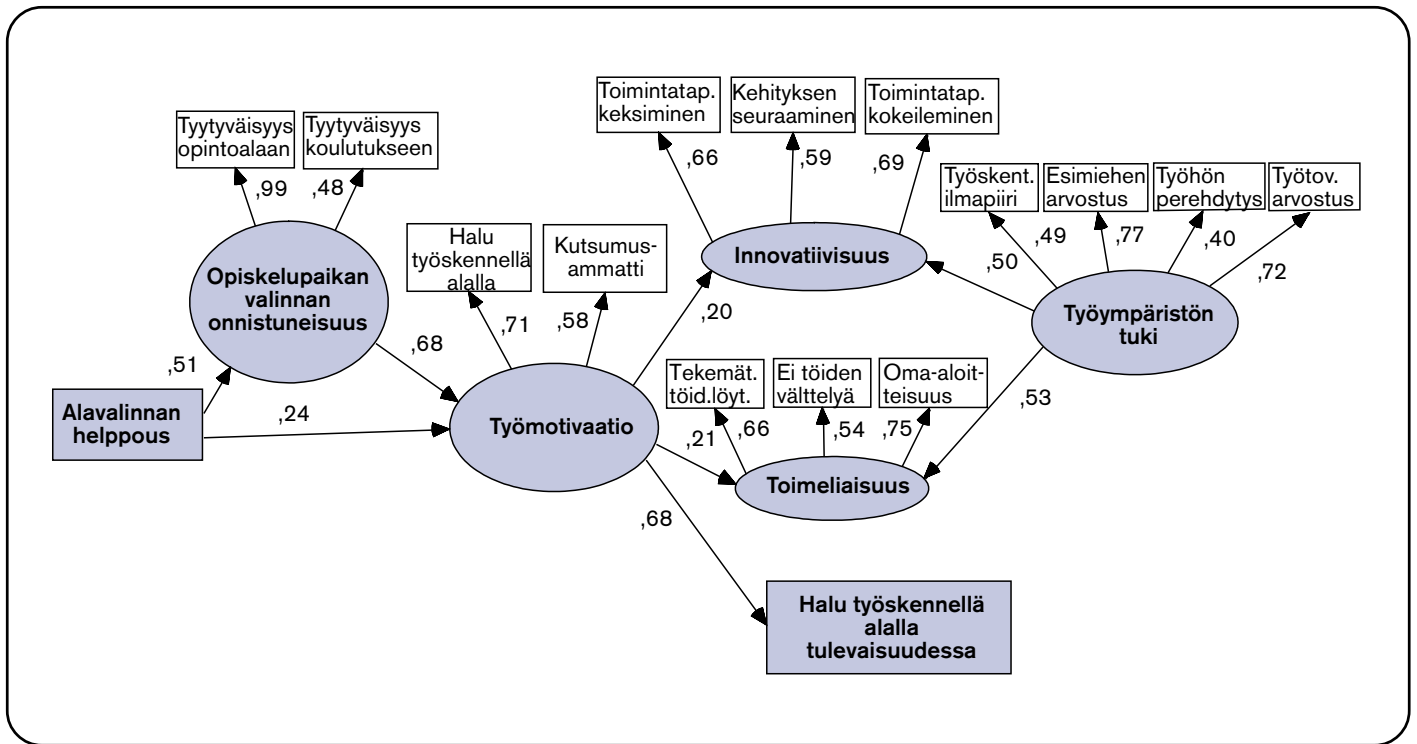 Toimintatap.
keksiminen
Kehityksen
seuraaminen
Toimintatap.
kokeileminen
Tyytyväisyys
opintoalaan
Tyytyväisyys
koulutukseen
,66
,59
,69
Työskent.
ilmapiiri
Esimiehen
arvostus
Työhön
perehdytys
Työtov.
arvostus
,99
,48
Halu
työskennellä
alalla
Kutsumus-
ammatti
Innovatiivisuus
,50
,49
,77
,40
,72
Opiskelupaikan
valinnan
onnistuneisuus
,71
,58
,20
Työympäristön
tuki
,68
,51
Tekemät.
töid.löyt.
Ei töiden
välttelyä
Oma-aloit-
teisuus
,53
Alavalinnan
helppous
,24
Työmotivaatio
,21
,66
,54
,75
Toimeliaisuus
,68
Halu työskennellä
alalla
tulevaisuudessa